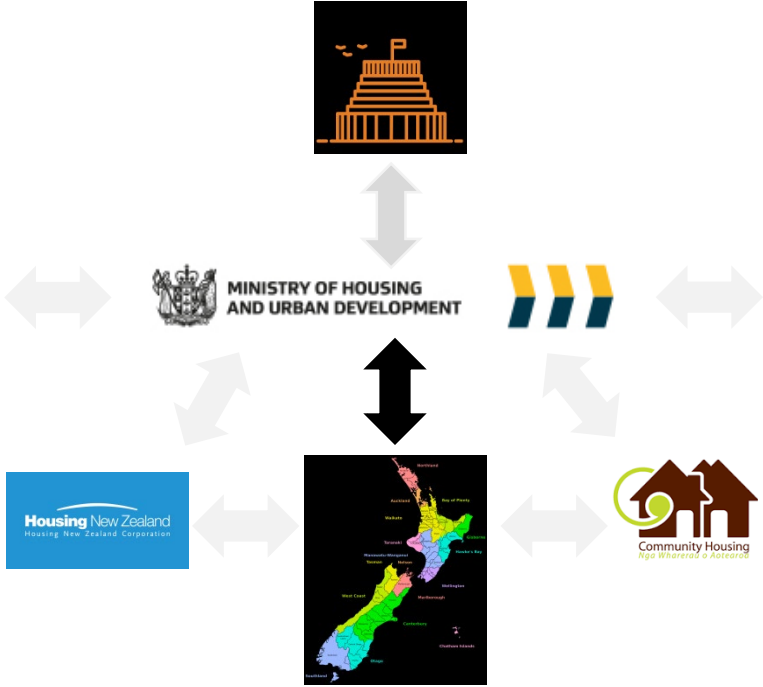 MINISTRY OF HOUSING
AND URBAN DEVELOPMENT
Housing New Zealand
Housing New Zealand Corporation
Northland
Auckland
Bay of Plenty
Waikato
Gisborne
Taranaki
Hawke's Bay
Manawatu-Wanganui
Tasman
Nelson
Wellington
West Coast
Marlborough
Canterbury
Chatham Islands
Otago
Southland
Community Housing
Nga Wharerau o Aotearoa